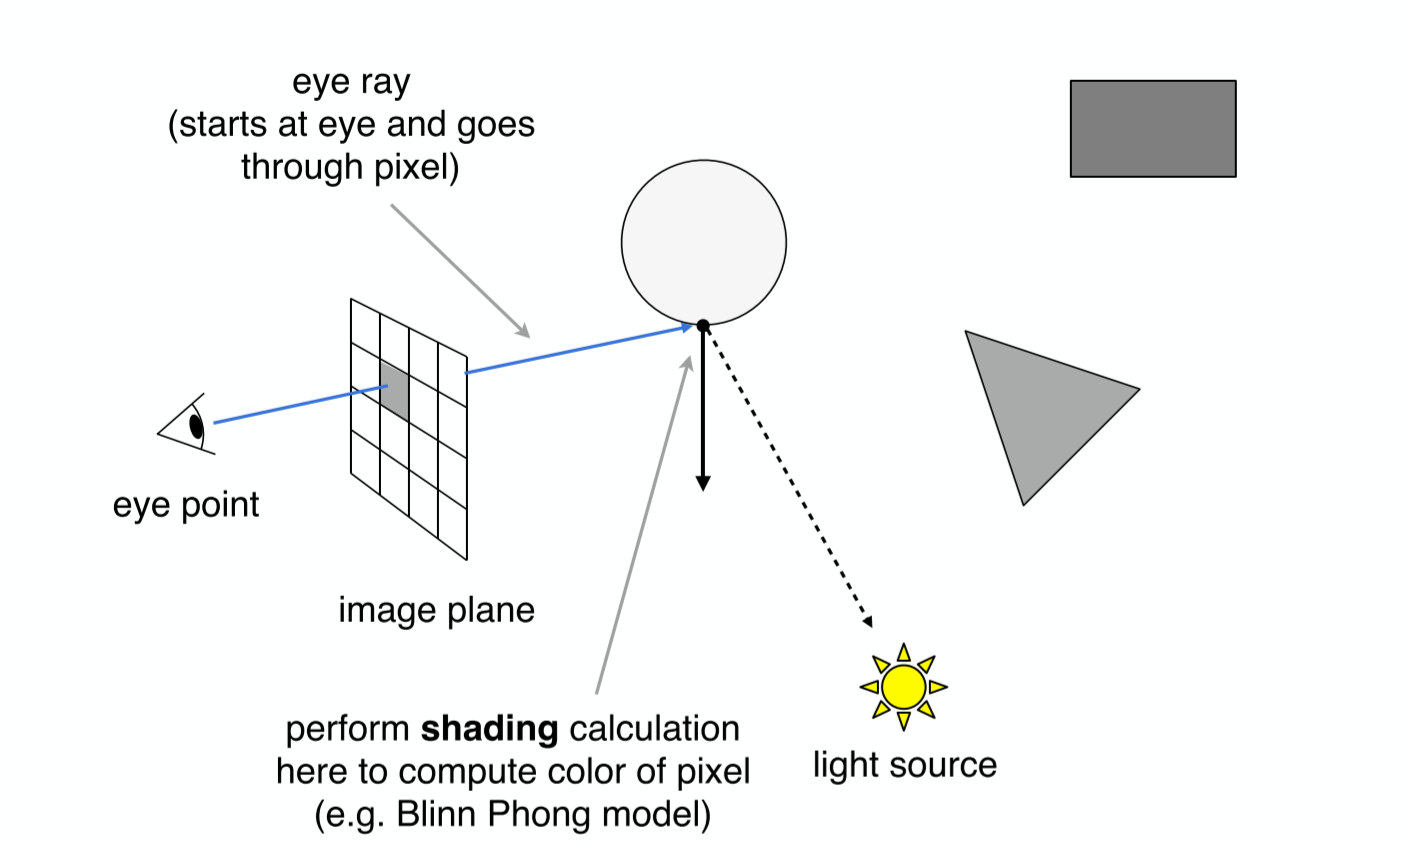 eye ray
(starts at eye and goes
through pixel)
eye point
image plane
perform shading calculation
here to compute color of pixel
(e.g. Blinn Phong model)
light source